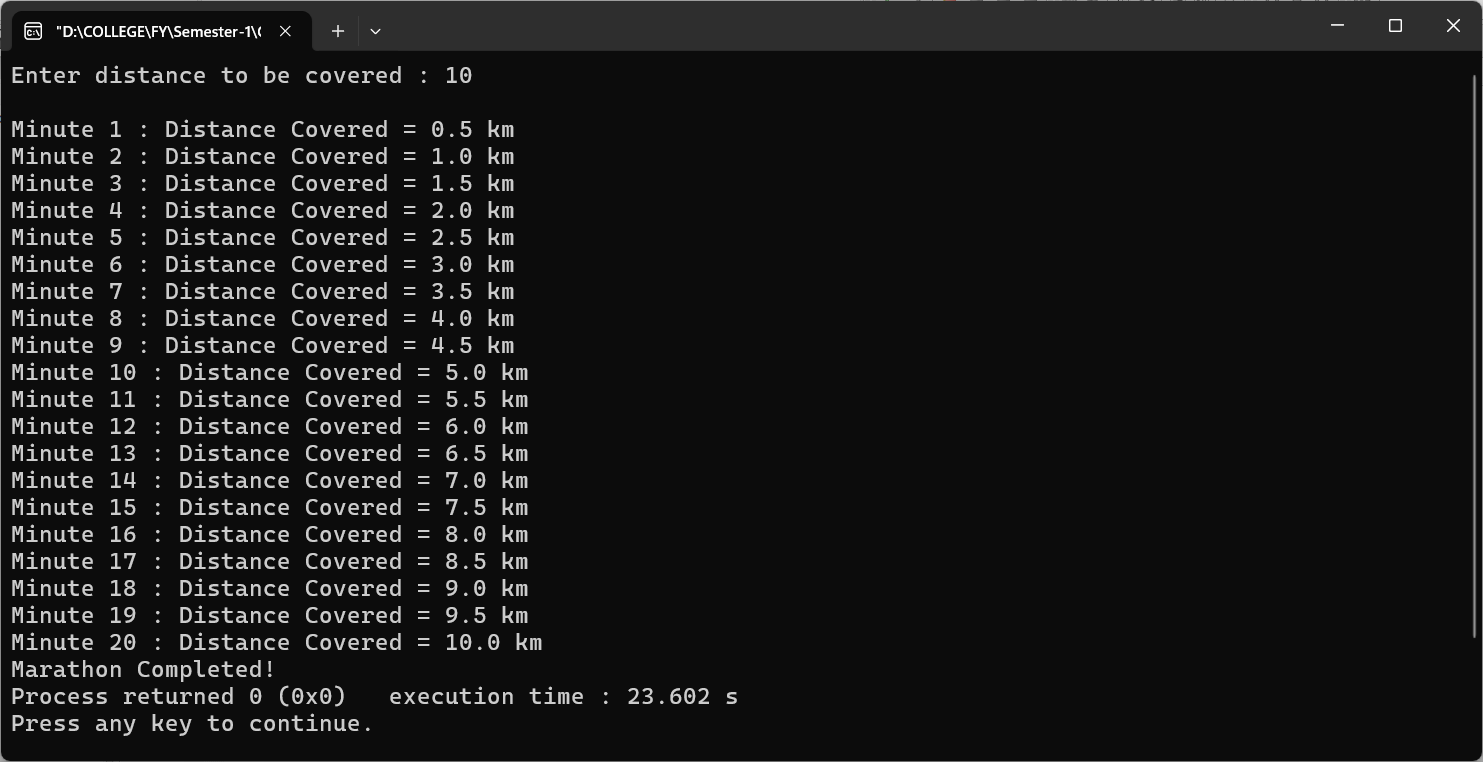 "D:\COLLEGE\FY\Semester-1\
Enter distance to be covered : 10
Minute 1 : Distance Covered = 0.5 km
Minute 2 : Distance Covered = 1.0 km
Minute 3 : Distance Covered = 1.5 km
Minute 4 : Distance Covered = 2.0 km
Minute 5 : Distance Covered = 2.5 km
Minute 6 : Distance Covered = 3.0 km
Minute 7 : Distance Covered = 3.5 km
Minute 8 : Distance Covered = 4.0 km
Minute 9 : Distance Covered = 4.5 km
Minute 10 : Distance Covered = 5.0 km
Minute 11 : Distance Covered = 5.5 km
Minute 12 : Distance Covered = 6.0 km
Minute 13 : Distance Covered = 6.5 km
Minute 14 : Distance Covered = 7.0 km
Minute 15 : Distance Covered = 7.5 km
Minute 16 : Distance Covered = 8.0 km
Minute 17 : Distance Covered = 8.5 km
Minute 18 : Distance Covered = 9.0 km
Minute 19 : Distance Covered = 9.5 km
Minute 20 : Distance Covered = 10.0 km
Marathon Completed!
Process returned 0 (0x0)   execution time : 23.602 s
Press any key to continue.